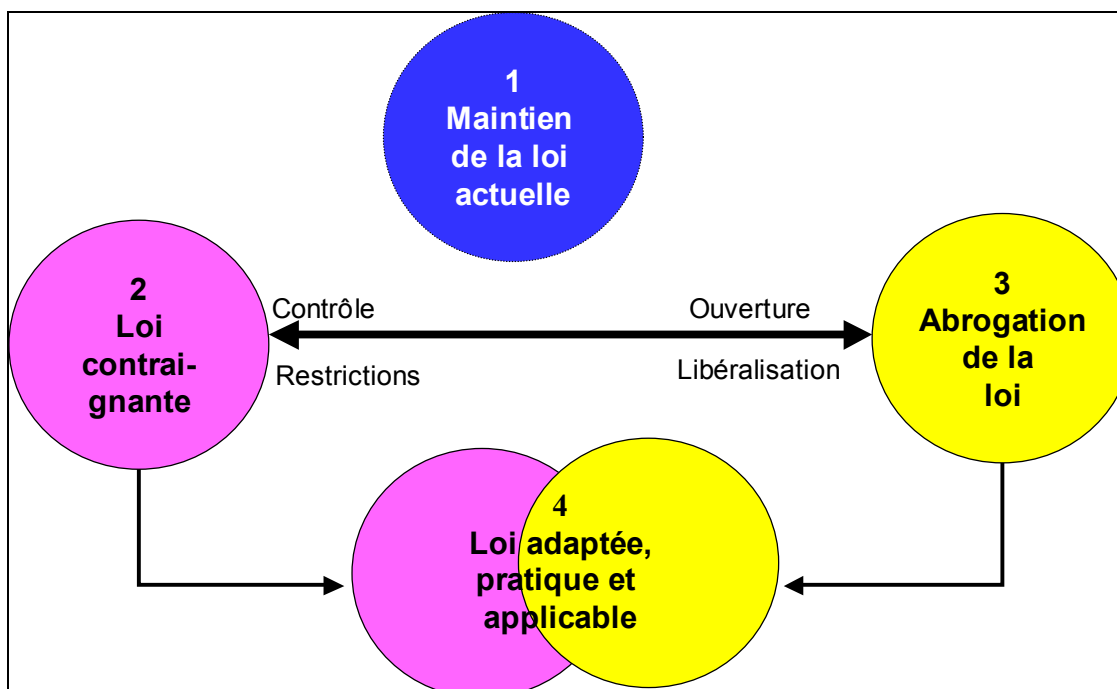 1
Maintien
de la loi
actuelle
2
Loi
contrai-
gnante
Contrôle
Restrictions
Ouverture
Libéralisation
3
Abrogation
de la
loi
4
Loi adaptée,
pratique et
applicable